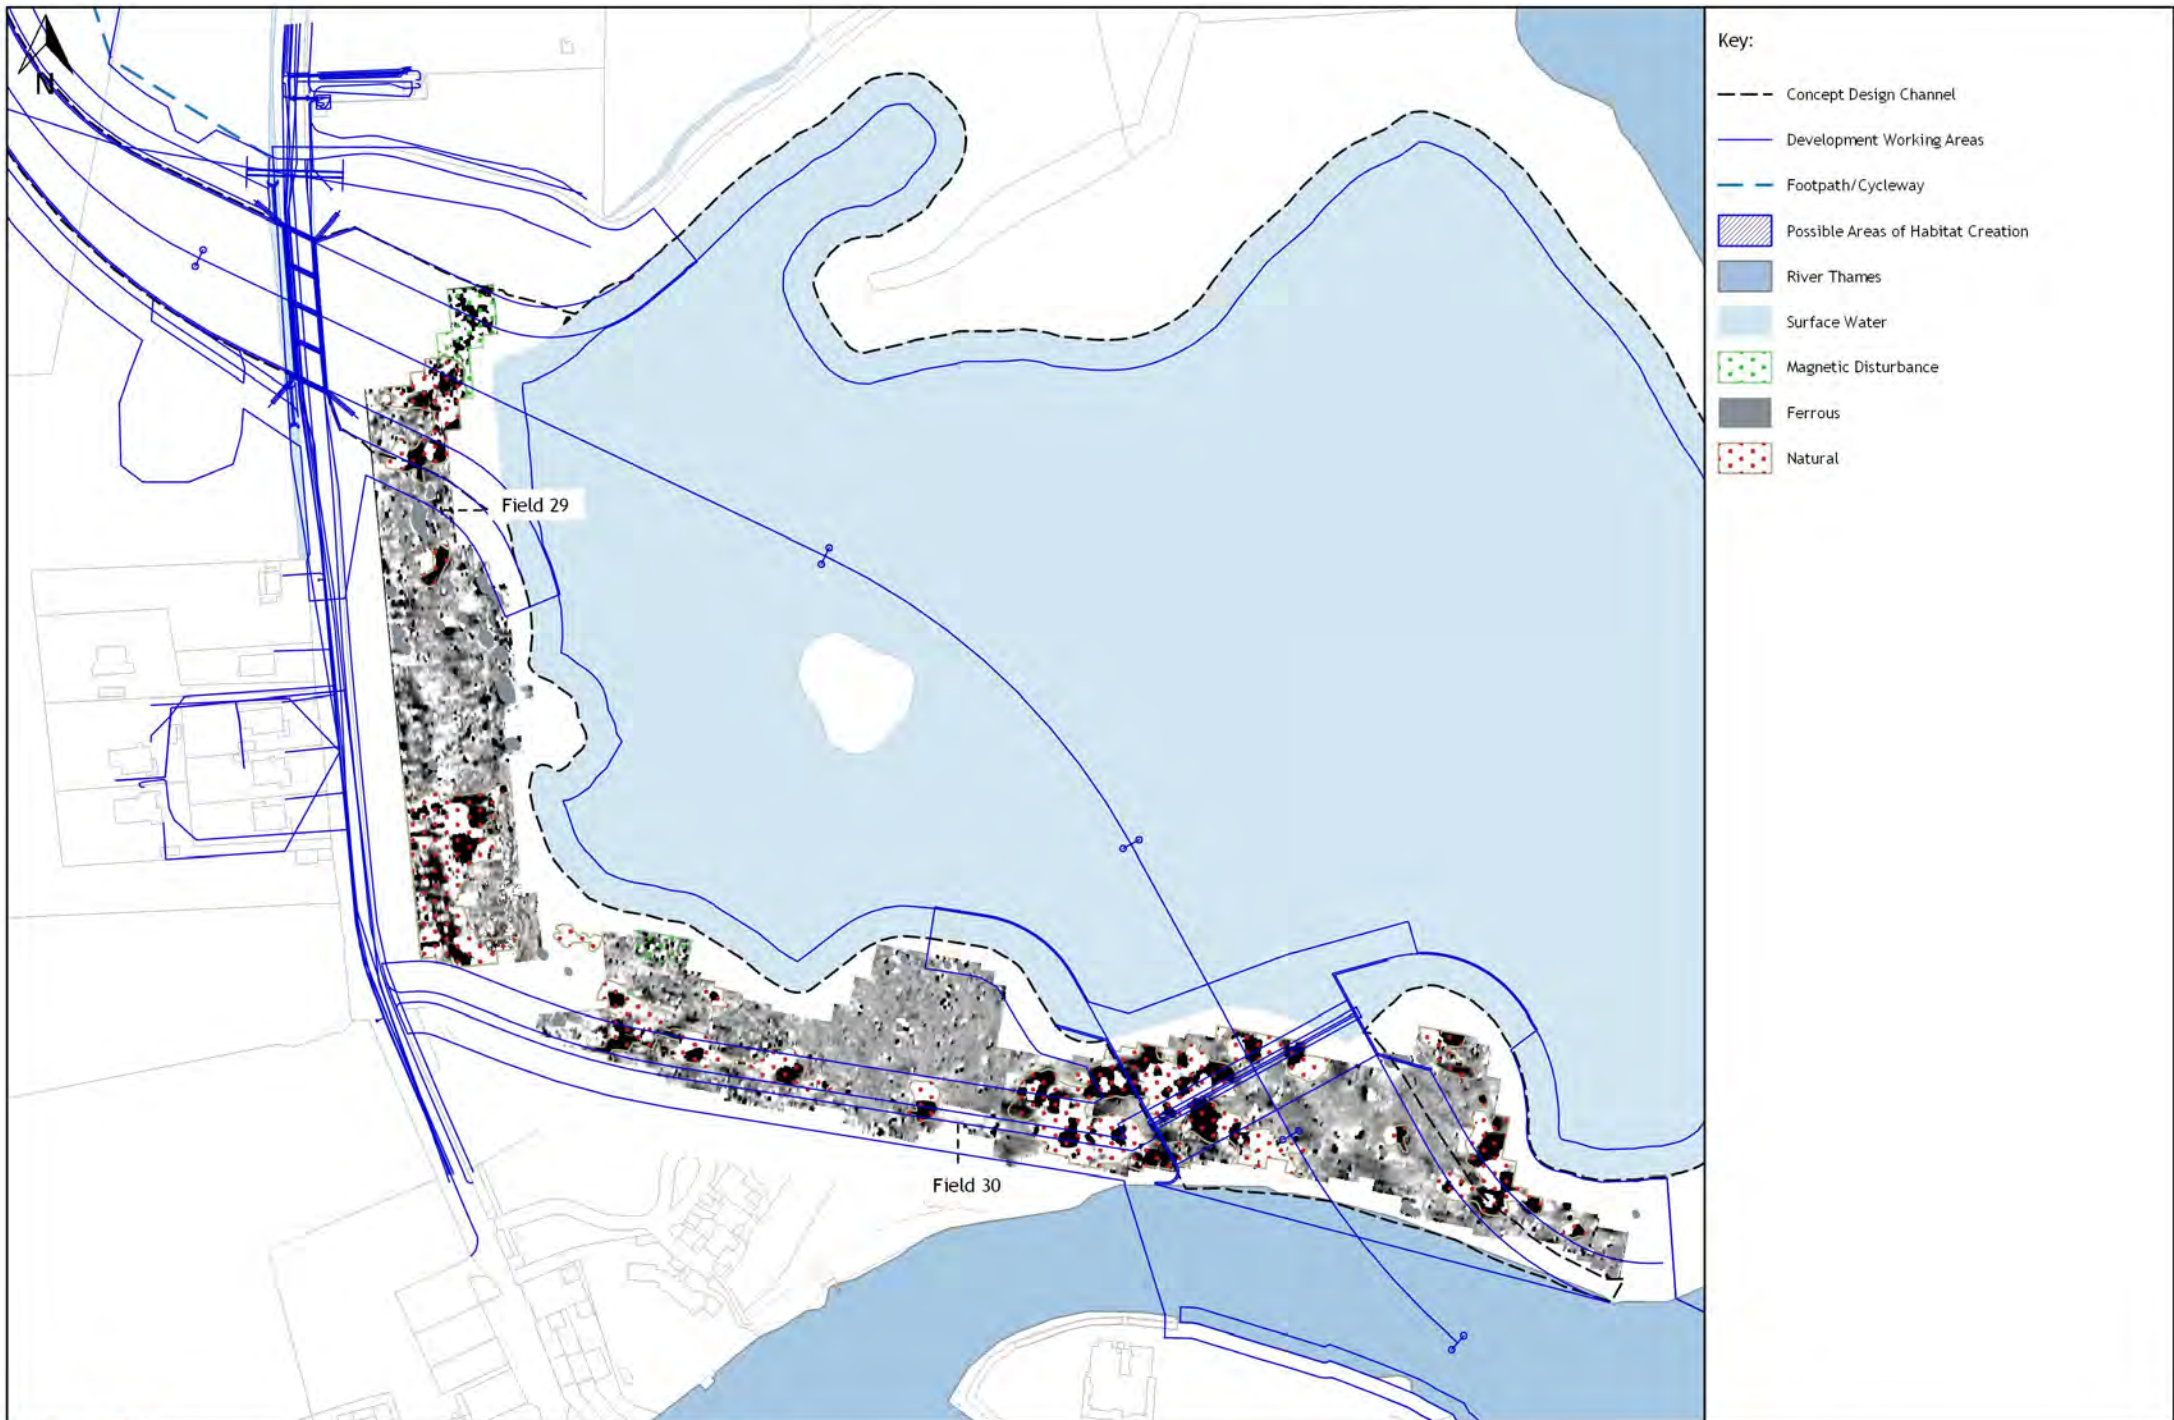 N
Field 29
Field 30
Key:
Concept Design Channel
Development Working Areas
Footpath/Cycleway
Possible Areas of Habitat Creation
River Thames
Surface Water
Magnetic Disturbance
Ferrous
Natural